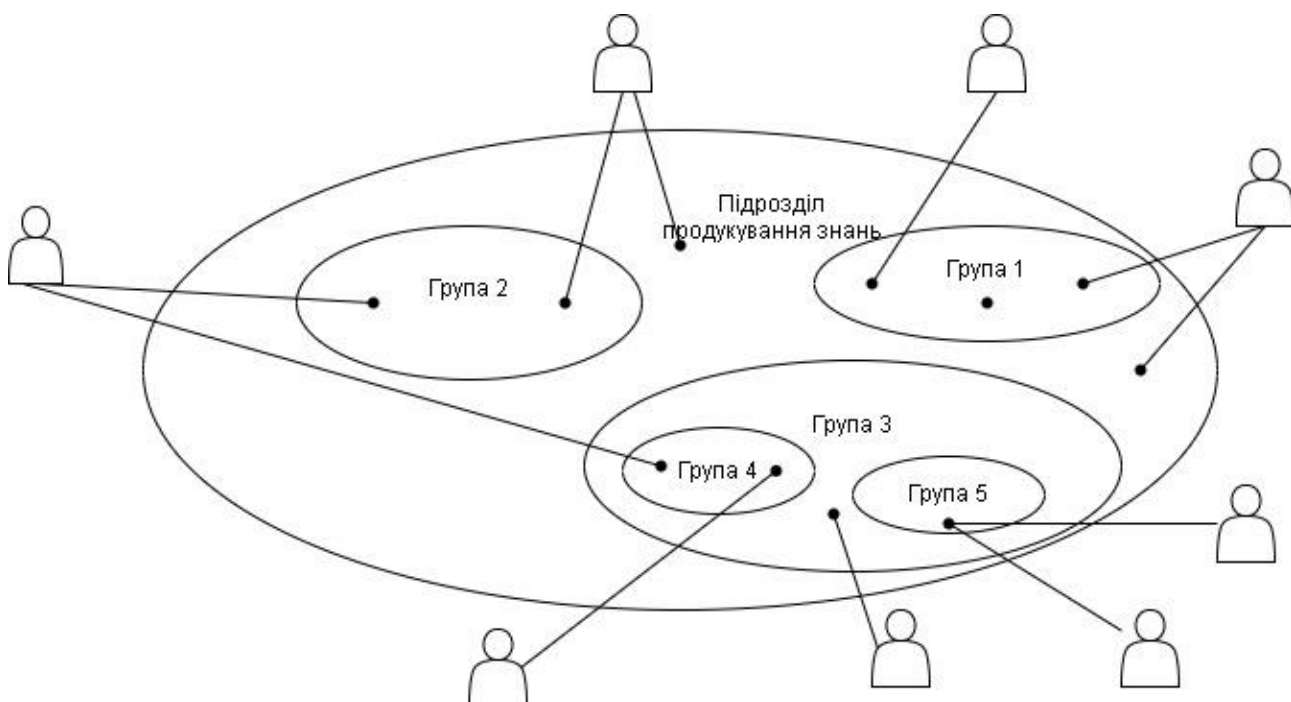 Підрозділ
продукування знань
Група 2
Група 1
Група 3
Група 4
Група 5